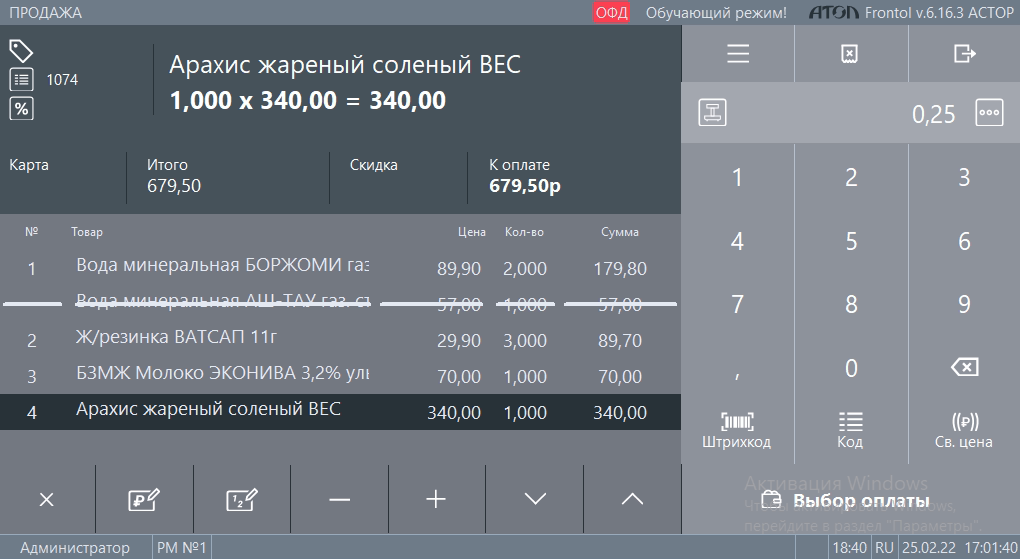 ПРОДАЖА
ОФД Обучающий режим! ATOL Frontol v.6.16.3 АСТОР
Арахис жареный соленый ВЕС
1074
1,000 x 340,00 = 340,00
0,25
Карта Итого Скидка К оплате
679,50 679,50р
№ Товар Цена Кол-во Сумма
1 Вода минеральная БОРЖОМИ газ 89,90 2,000 179,80
Вода минеральная АШ-ТАУ газ. ст 57,00 1,000 57,00
2 Ж/резинка ВАТСАП 11г 29,90 3,000 89,70
3 БЗМЖ Молоко ЭКОНИВА 3,2% уль 70,00 1,000 70,00
4 Арахис жареный соленый ВЕС 340,00 1,000 340,00
1 2 3
4 5 6
7 8 9
, 0
Штрихкод Код Св. цена
Активация Windows
Выбор оплаты
Чтобы активировать Windows,
перейдите в раздел "Параметры".
Администратор РМ №1 18:40 RU 25.02.22 17:01:40